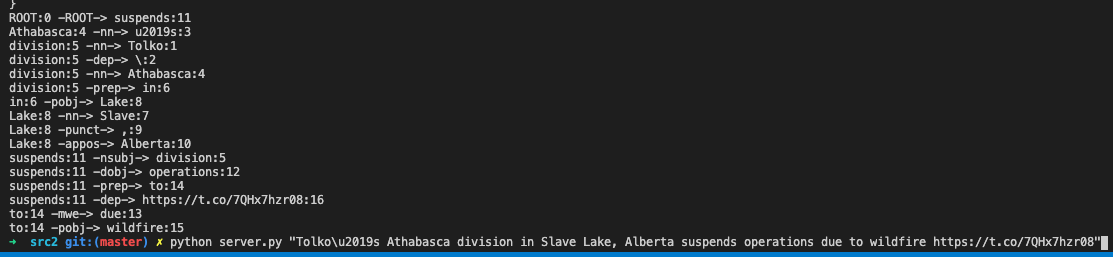 }
ROOT:0 -ROOT-> suspends:11
Athabasca:4 -nn-> u2019s:3
division:5 -nn-> Tolko:1
division:5 -dep-> \:2
division:5 -nn-> Athabasca:4
division:5 -prep-> in:6
in:6 -pobj-> Lake:8
Lake:8 -nn-> Slave:7
Lake:8 -punct-> ,:9
Lake:8 -appos-> Alberta:10
suspends:11 -nsubj-> division:5
suspends:11 -dobj-> operations:12
suspends:11 -prep-> to:14
suspends:11 -dep-> https://t.co/7QHx7hzr08:16
to:14 -mwe-> due:13
to:14 -pobj-> wildfire:15
➜ src2 git:(master) ✗ python server.py "Tolko\u2019s Athabasca division in Slave Lake, Alberta suspends operations due to wildfire https://t.co/7QHx7hzr08"